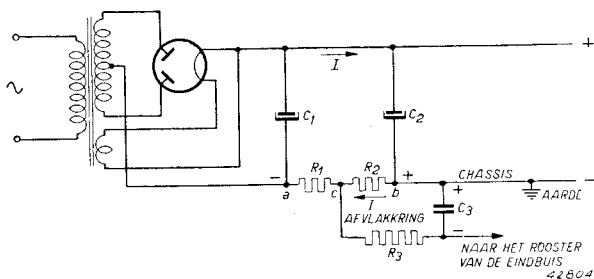 I
+
C1
C2
R1
R2
CHASSIS
-
-
+
+
a
c
b
I
AARDE
AFVLAKKRING
C3
R3
-
NAAR HET ROOSTER
VAN DE EINDBUIS
42804